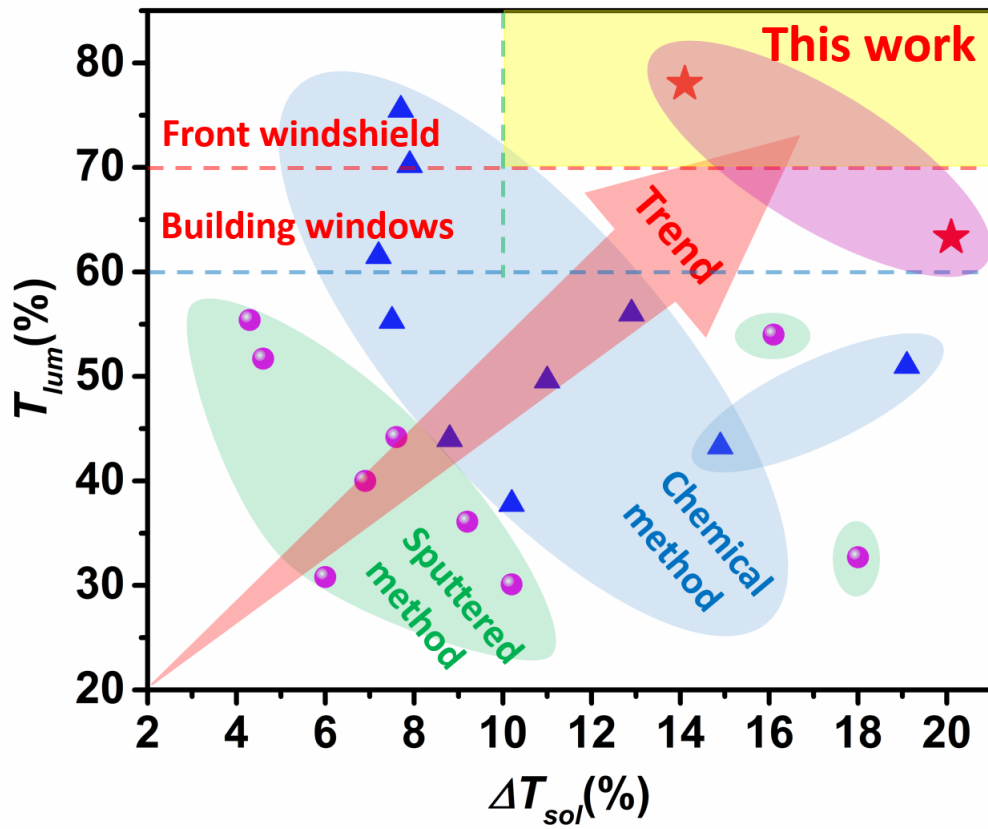 This work
80
Front windshield
70
Building windows
Trend
60
50
40
30
20
T_lum(%)
Chemical
method
Sputtered
method
2 4 6 8 10 12 14 16 18 20
ΔT_sol(%)